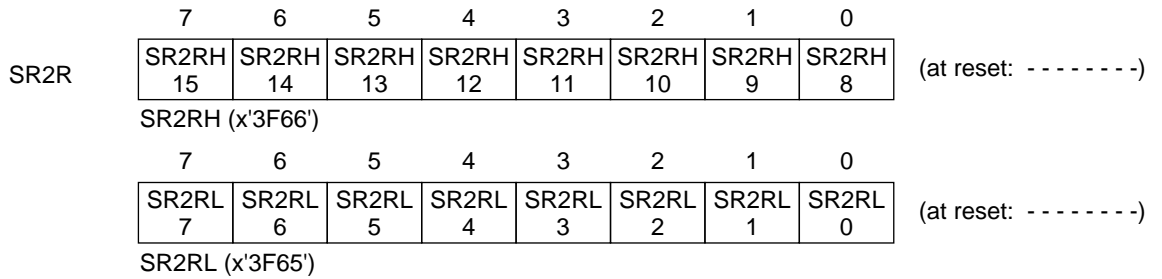 7 6 5 4 3 2 1 0
SR2R
SR2RH SR2RH SR2RH SR2RH SR2RH SR2RH SR2RH SR2RH
15 14 13 12 11 10 9 8
(at reset: - - - - - - - -)
SR2RH (x'3F66')
7 6 5 4 3 2 1 0
SR2RL SR2RL SR2RL SR2RL SR2RL SR2RL SR2RL SR2RL
7 6 5 4 3 2 1 0
(at reset: - - - - - - - -)
SR2RL (x'3F65')